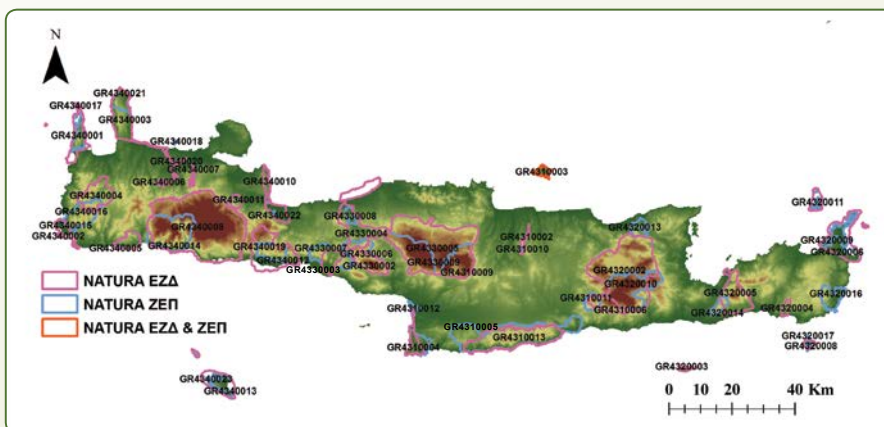 N
GR4340021
GR4340017
GR4340003
GR4340001
GR4340018
GR4340020
GR4340007
GR4340006
GR4340010
GR4340004
GR4340011
GR4340016
GR4340022
GR4340015
GR4340008
GR4340002
GR4340005
GR4340014
GR4340019
GR4340012
GR4330008
GR4330004
GR4330007
GR4330006
GR4330003
GR4330002
GR4330005
GR4330009
GR4310009
GR4310003
GR4310002
GR4310010
GR4320013
GR4320011
GR4320009
GR4320006
GR4320002
GR4320010
GR4310011
GR4310006
GR4320005
GR4320014
GR4320004
GR4320016
GR4320017
GR4320008
GR4310012
GR4310005
GR4310004
GR4310013
GR4320003
GR4340023
GR4340013
NATURA ΕΖΔ
NATURA ΖΕΠ
NATURA ΕΖΔ & ΖΕΠ
0 10 20 40 Km